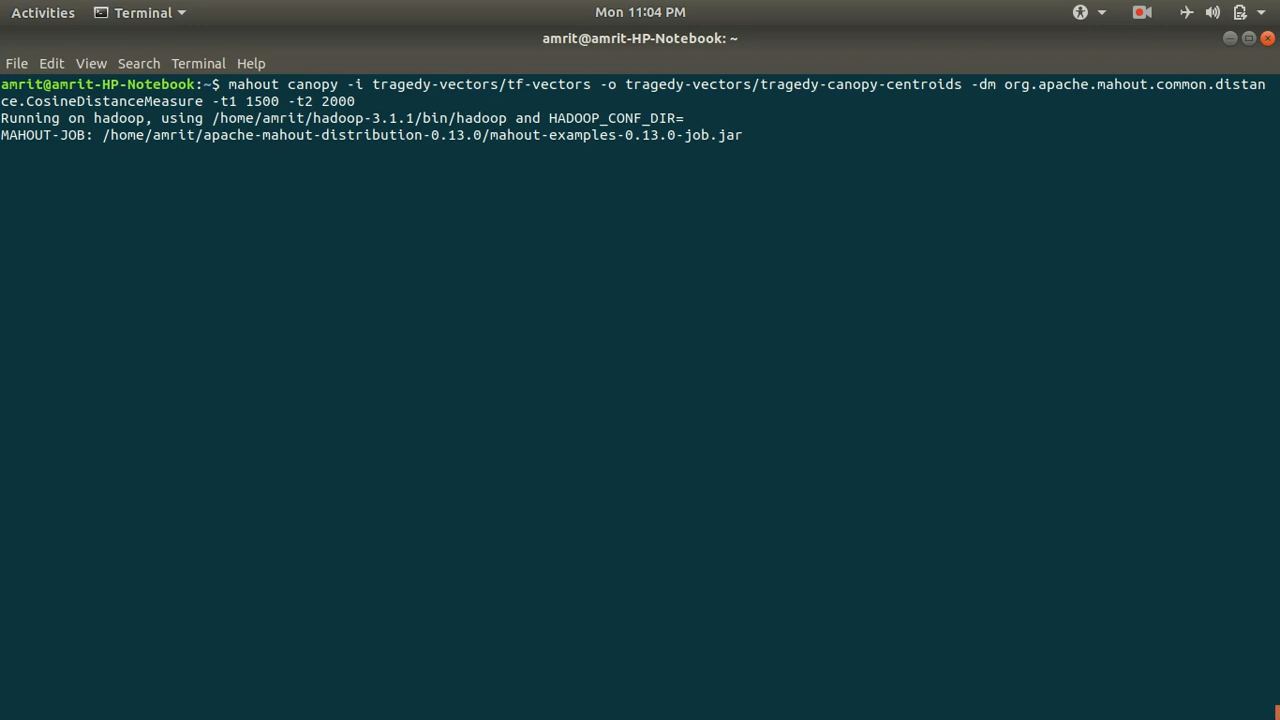 Activities Terminal Mon 11:04 PM
amrit@amrit-HP-Notebook: ~
File Edit View Search Terminal Help
amrit@amrit-HP-Notebook:~$ mahout canopy -i tragedy-vectors/tf-vectors -o tragedy-vectors/tragedy-canopy-centroids -dm org.apache.mahout.common.distan
ce.CosineDistanceMeasure -t1 1500 -t2 2000
Running on hadoop, using /home/amrit/hadoop-3.1.1/bin/hadoop and HADOOP_CONF_DIR=
MAHOUT-JOB: /home/amrit/apache-mahout-distribution-0.13.0/mahout-examples-0.13.0-job.jar